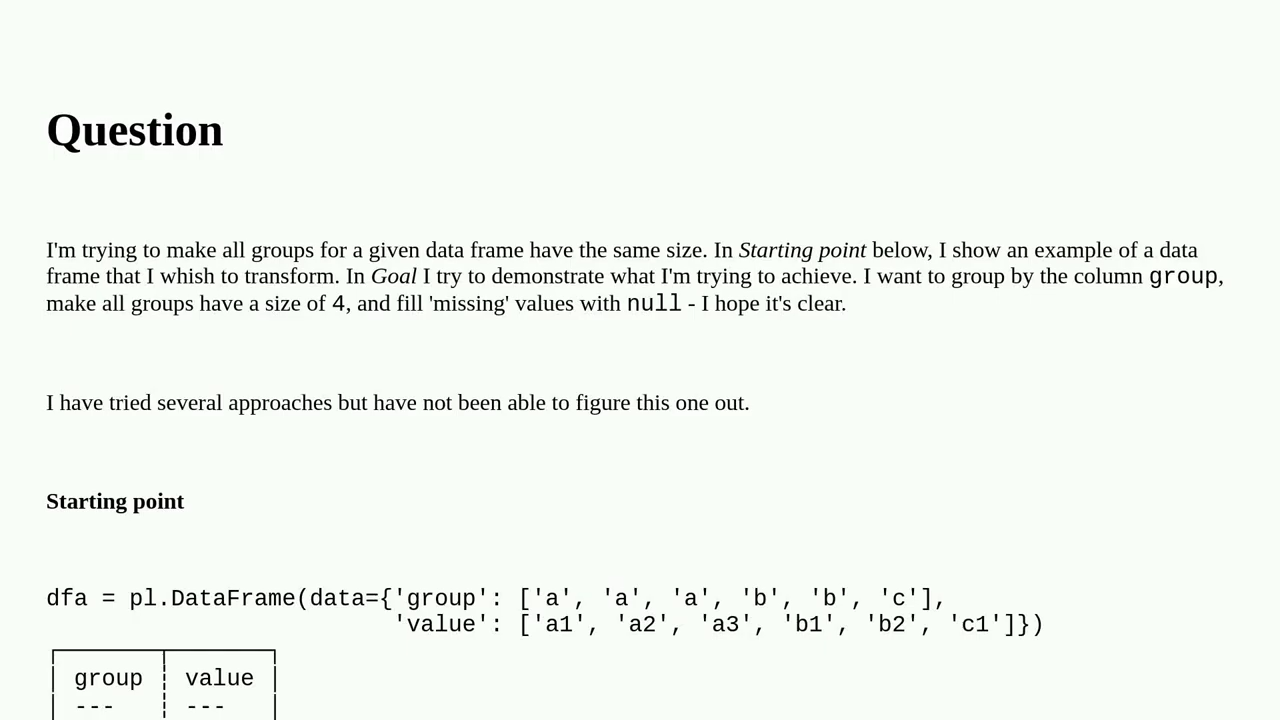 Question
I'm trying to make all groups for a given data frame have the same size. In Starting point below, I show an example of a data
frame that I whish to transform. In Goal I try to demonstrate what I'm trying to achieve. I want to group by the column group,
make all groups have a size of 4, and fill 'missing' values with null - I hope it's clear.
I have tried several approaches but have not been able to figure this one out.
Starting point
dfa = pl.DataFrame(data={'group': ['a', 'a', 'a', 'b', 'b', 'c'],
                         'value': ['a1', 'a2', 'a3', 'b1', 'b2', 'c1']})
┌───────┬───────┐
│ group ┆ value │
│ ---   ┆ ---   │